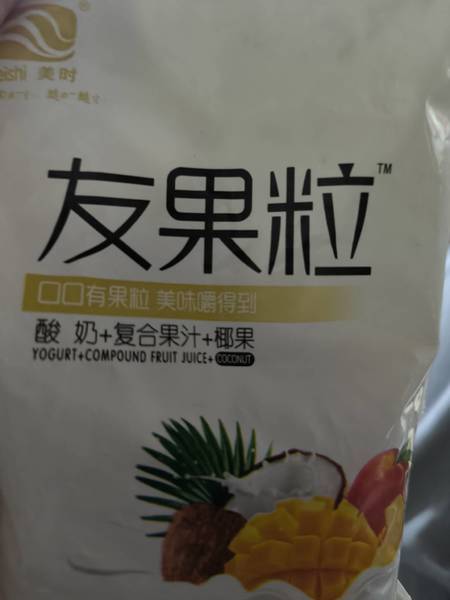 ®
eishi 美时
友果粒™
口口有果粒 美味嚼得到
酸 奶+复合果汁+椰果
YOGURT+COMPOUND FRUIT JUICE+ COCONUT